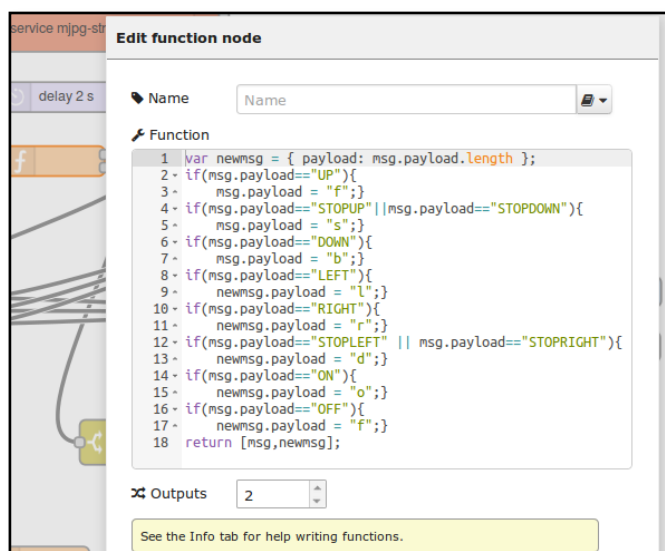 service mjpg-str
Edit function node
delay 2 s
Name
Name
Function
1 var newmsg = { payload: msg.payload.length };
2 if(msg.payload=="UP"){
3 msg.payload = "f";}
4 if(msg.payload=="STOPUP"||msg.payload=="STOPDOWN"){
5 msg.payload = "s";}
6 if(msg.payload=="DOWN"){
7 msg.payload = "b";}
8 if(msg.payload=="LEFT"){
9 newmsg.payload = "l";}
10 if(msg.payload=="RIGHT"){
11 newmsg.payload = "r";}
12 if(msg.payload=="STOPLEFT" || msg.payload=="STOPRIGHT"){
13 newmsg.payload = "d";}
14 if(msg.payload=="ON"){
15 newmsg.payload = "o";}
16 if(msg.payload=="OFF"){
17 newmsg.payload = "f";}
18 return [msg,newmsg];
Outputs
2
See the Info tab for help writing functions.